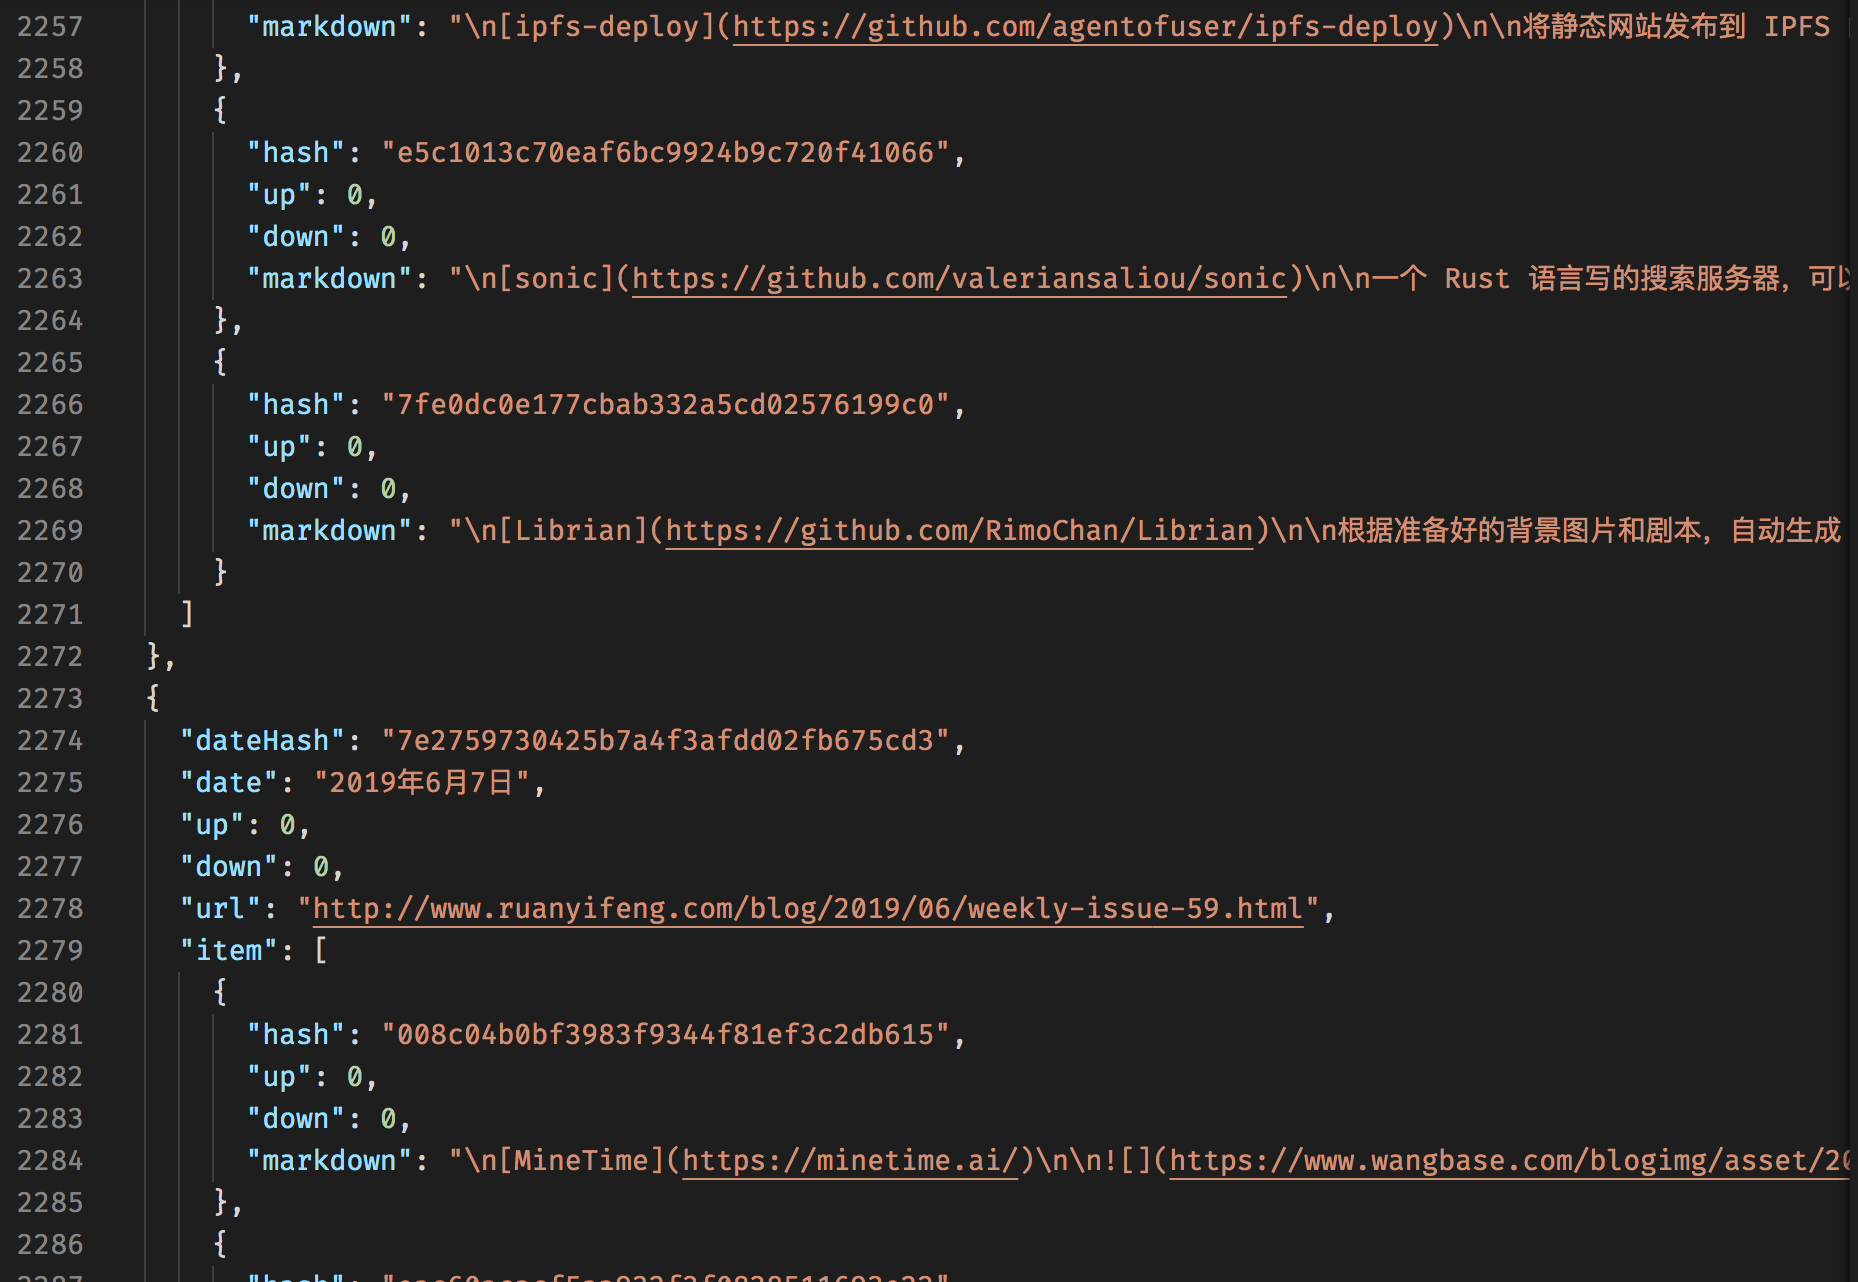 2257 "markdown": "\n[ipfs-deploy](https://github.com/agentofuser/ipfs-deploy)\n\n将静态网站发布到 IPFS
2258 },
2259 {
2260 "hash": "e5c1013c70eaf6bc9924b9c720f41066",
2261 "up": 0,
2262 "down": 0,
2263 "markdown": "\n[sonic](https://github.com/valeriansaliou/sonic)\n\n一个 Rust 语言写的搜索服务器，可以
2264 },
2265 {
2266 "hash": "7fe0dc0e177cbab332a5cd02576199c0",
2267 "up": 0,
2268 "down": 0,
2269 "markdown": "\n[Librian](https://github.com/RimoChan/Librian)\n\n根据准备好的背景图片和剧本，自动生成
2270 }
2271 ]
2272 },
2273 {
2274 "dateHash": "7e2759730425b7a4f3afdd02fb675cd3",
2275 "date": "2019年6月7日",
2276 "up": 0,
2277 "down": 0,
2278 "url": "http://www.ruanyifeng.com/blog/2019/06/weekly-issue-59.html",
2279 "item": [
2280 {
2281 "hash": "008c04b0bf3983f9344f81ef3c2db615",
2282 "up": 0,
2283 "down": 0,
2284 "markdown": "\n[MineTime](https://minetime.ai/)\n\n![](https://www.wangbase.com/blogimg/asset/20
2285 },
2286 {
2287 "hash":